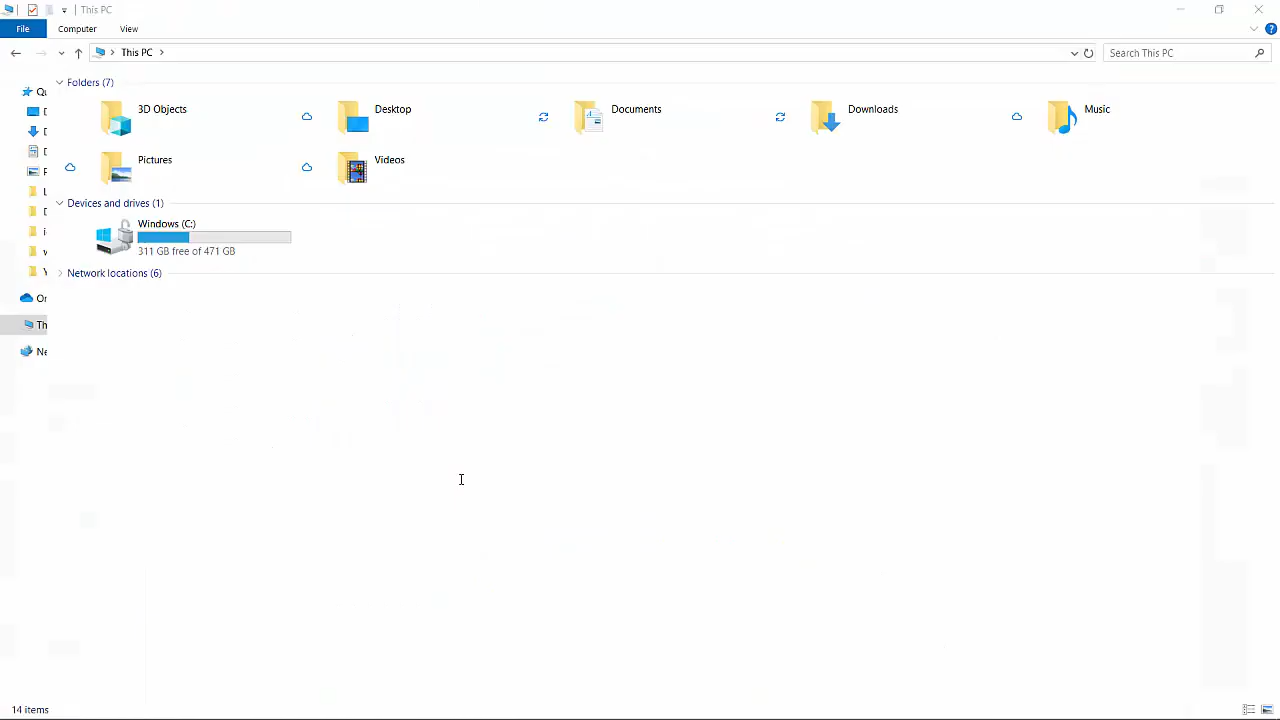 This PC
File Computer View
This PC
Search This PC
Folders (7)
3D Objects Desktop Documents Downloads Music
Pictures Videos
Devices and drives (1)
Windows (C:)
311 GB free of 471 GB
Network locations (6)
14 items